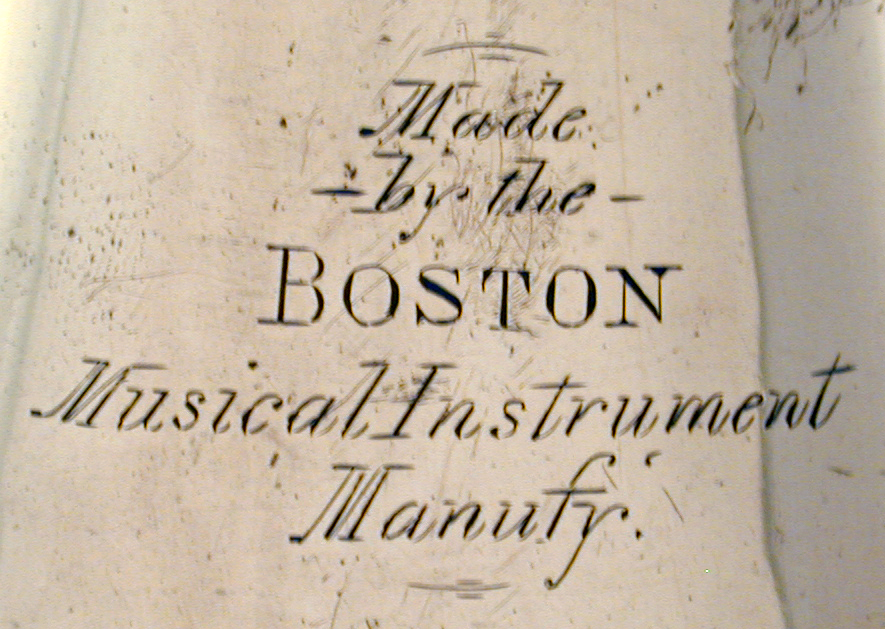 Made
- by the -
BOSTON
Musical Instrument
Manufy.